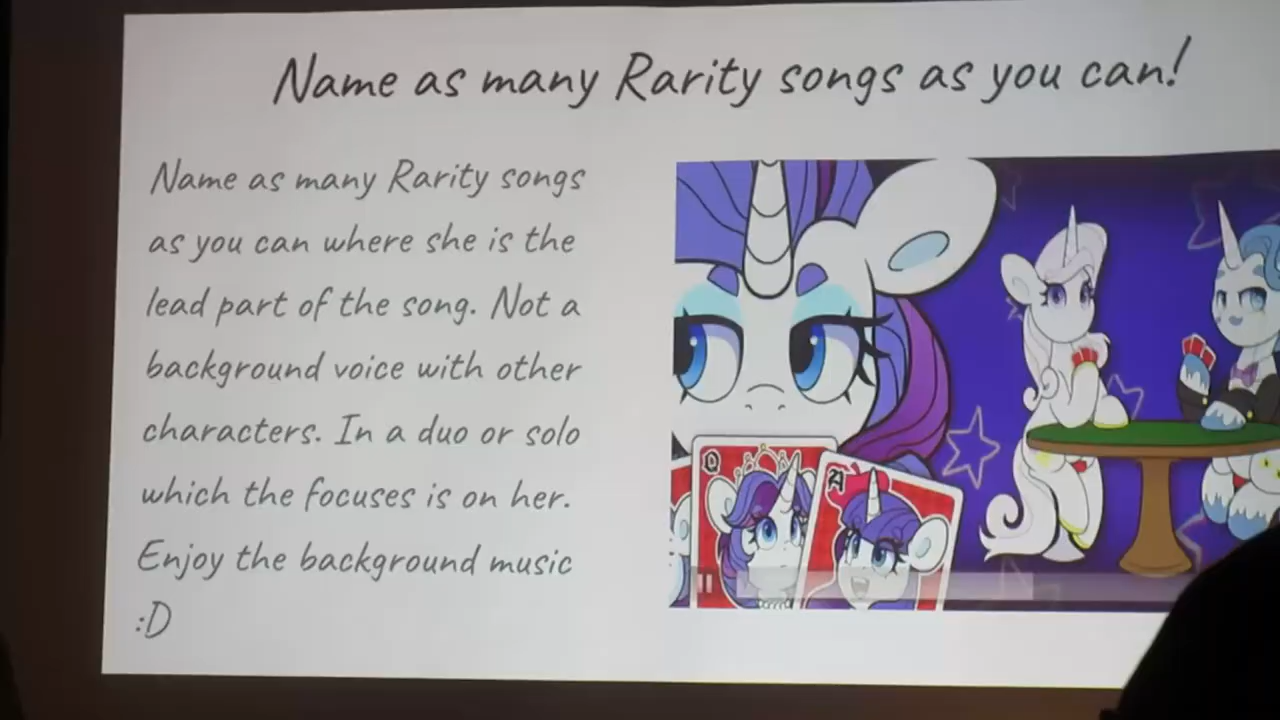 Name as many Rarity songs as you can!
Name as many Rarity songs
as you can where she is the
lead part of the song. Not a
background voice with other
characters. In a duo or solo
which the focuses is on her.
Enjoy the background music
:D
Q
A